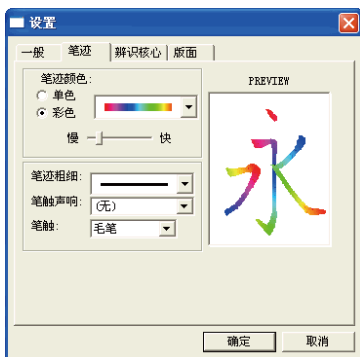 设置
一般 笔迹 辨识核心 版面
笔迹颜色:
单色
彩色
慢 快
笔迹粗细:
笔触声响: (无)
笔触: 毛笔
PREVIEW
永
确定 取消